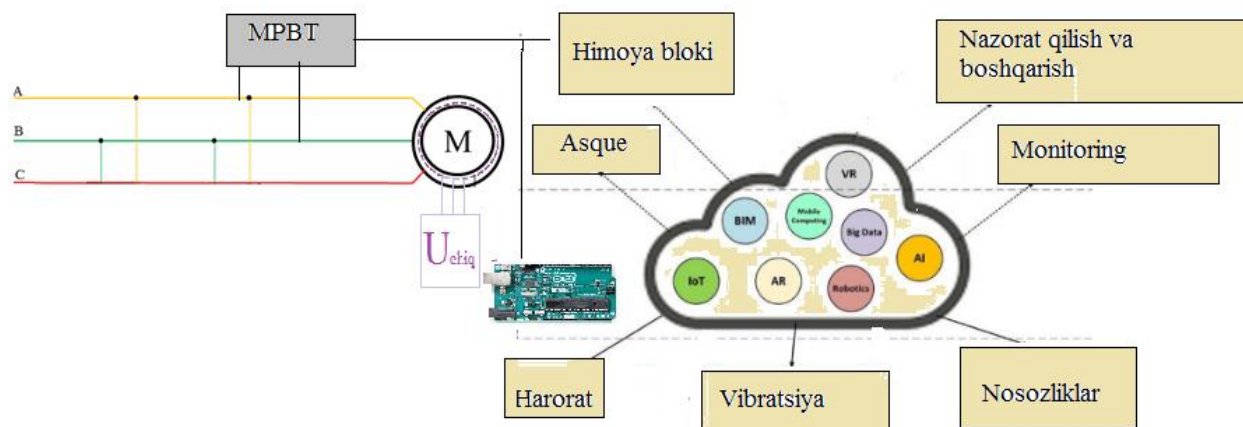 MPBT
Himoya bloki
Nazorat qilish va
boshqarish
A
B
C
M
Asque
Monitoring
VR
BIM
Mobile
Computing
Big Data
AI
IoT
AR
Robotics
Uchiq
Harorat
Vibratsiya
Nosozliklar